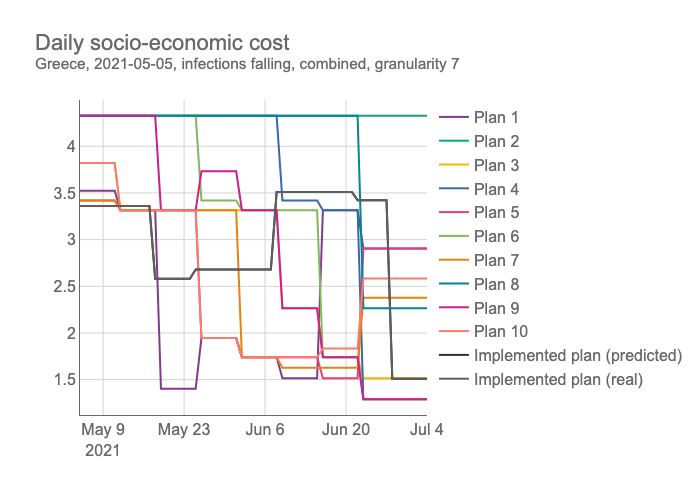 Daily socio-economic cost
Greece, 2021-05-05, infections falling, combined, granularity 7
4
3.5
3
2.5
2
1.5
May 9
2021
May 23
Jun 6
Jun 20
Jul 4
Plan 1
Plan 2
Plan 3
Plan 4
Plan 5
Plan 6
Plan 7
Plan 8
Plan 9
Plan 10
Implemented plan (predicted)
Implemented plan (real)